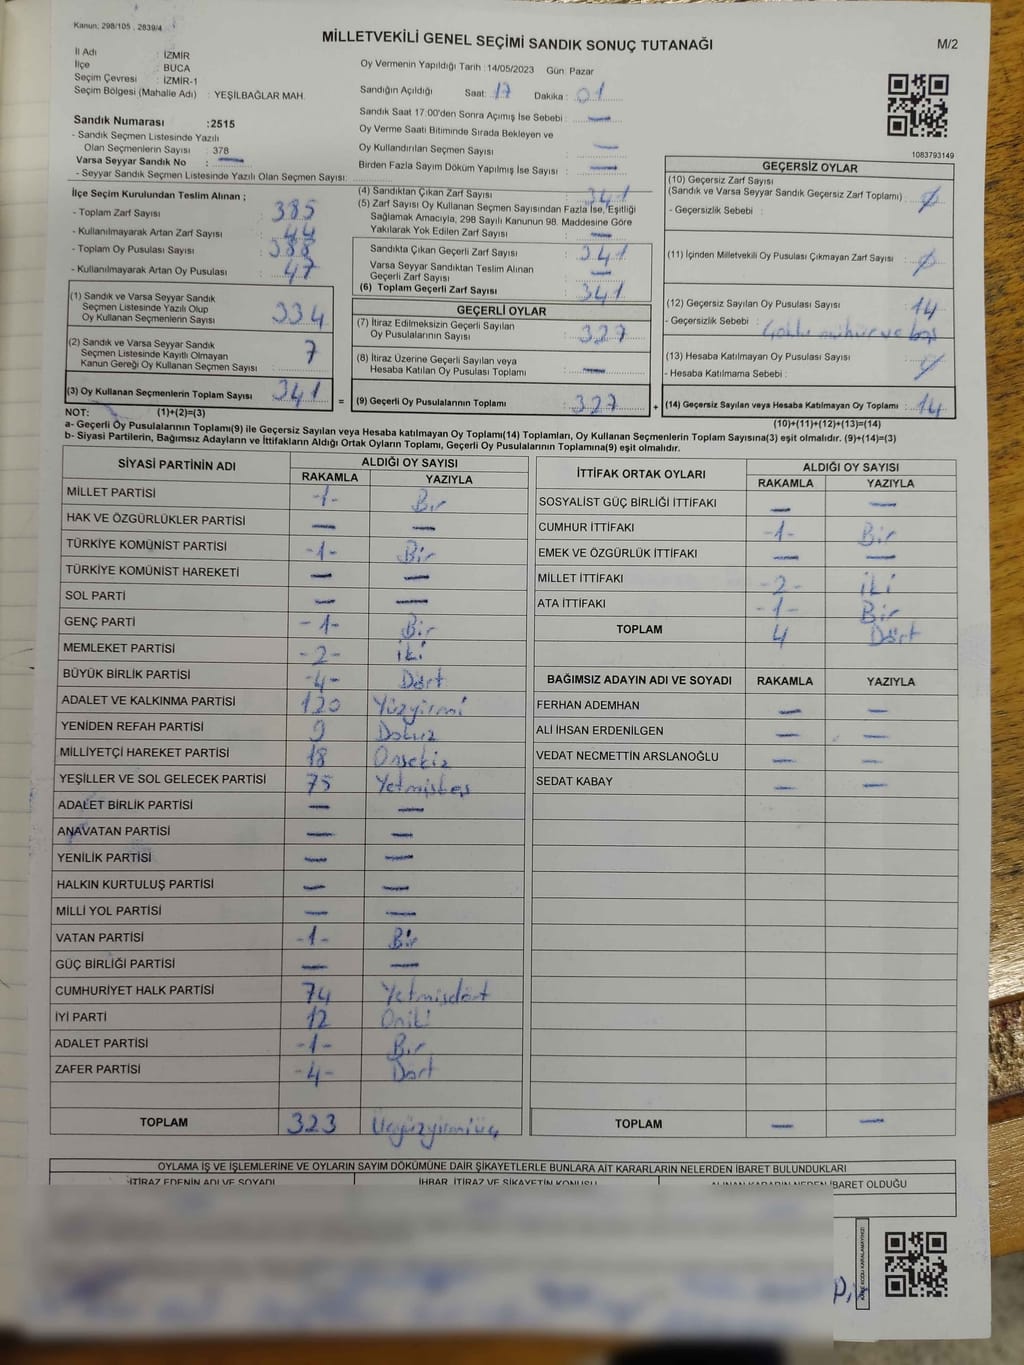 Kanun: 298/105 , 2839/4
MİLLETVEKİLİ GENEL SEÇİMİ SANDIK SONUÇ TUTANAĞI
M/2
İl Adı : İZMİR
İlçe : BUCA
Seçim Çevresi : İZMİR-1
Seçim Bölgesi (Mahalle Adı) : YEŞİLBAĞLAR MAH.
Sandık Numarası :2515
- Sandık Seçmen Listesinde Yazılı
Olan Seçmenlerin Sayısı : 378
Varsa Seyyar Sandık No : —
- Seyyar Sandık Seçmen Listesinde Yazılı Olan Seçmen Sayısı:
Oy Vermenin Yapıldığı Tarih :14/05/2023 Gün: Pazar
Sandığın Açıldığı Saat: 17 Dakika : 01
Sandık Saat 17:00'den Sonra Açımış İse Sebebi : —
Oy Verme Saati Bitiminde Sırada Bekleyen ve
Oy Kullandırılan Seçmen Sayısı : —
Birden Fazla Sayım Döküm Yapılmış İse Sayısı : —
1083793149
İlçe Seçim Kurulundan Teslim Alınan ;
- Toplam Zarf Sayısı : 385
- Kullanılmayarak Artan Zarf Sayısı : 44
- Toplam Oy Pusulası Sayısı : 388
- Kullanılmayarak Artan Oy Pusulası : 47
(1) Sandık ve Varsa Seyyar Sandık
Seçmen Listesinde Yazılı Olup
Oy Kullanan Seçmenlerin Sayısı : 334
(2) Sandık ve Varsa Seyyar Sandık
Seçmen Listesinde Kayıtlı Olmayan
Kanun Gereği Oy Kullanan Seçmen Sayısı : 7
(3) Oy Kullanan Seçmenlerin Toplam Sayısı : 341
(4) Sandıktan Çıkan Zarf Sayısı : 341
(5) Zarf Sayısı Oy Kullanan Seçmen Sayısından Fazla İse, Eşitliği
Sağlamak Amacıyla, 298 Sayılı Kanunun 98. Maddesine Göre
Yakılarak Yok Edilen Zarf Sayısı : —
Sandıkta Çıkan Geçerli Zarf Sayısı : 341
Varsa Seyyar Sandıktan Teslim Alınan
Geçerli Zarf Sayısı : —
(6) Toplam Geçerli Zarf Sayısı : 341
GEÇERLİ OYLAR
(7) İtiraz Edilmeksizin Geçerli Sayılan
Oy Pusulalarının Sayısı : 327
(8) İtiraz Üzerine Geçerli Sayılan veya
Hesaba Katılan Oy Pusulası Toplamı : —
= (9) Geçerli Oy Pusulalarının Toplamı : 327
GEÇERSİZ OYLAR
(10) Geçersiz Zarf Sayısı
(Sandık ve Varsa Seyyar Sandık Geçersiz Zarf Toplamı) : Ø
- Geçersizlik Sebebi :
(11) İçinden Milletvekili Oy Pusulası Çıkmayan Zarf Sayısı : Ø
(12) Geçersiz Sayılan Oy Pusulası Sayısı : 14
- Geçersizlik Sebebi : mühür ve boş
(13) Hesaba Katılmayan Oy Pusulası Sayısı : Ø
- Hesaba Katılmama Sebebi :
+ (14) Geçersiz Sayılan veya Hesaba Katılmayan Oy Toplamı : 14
NOT: (1)+(2)=(3)
(10)+(11)+(12)+(13)=(14)
a- Geçerli Oy Pusulalarının Toplamı(9) ile Geçersiz Sayılan veya Hesaba katılmayan Oy Toplamı(14) Toplamları, Oy Kullanan Seçmenlerin Toplam Sayısına(3) eşit olmalıdır. (9)+(14)=(3)
b- Siyasi Partilerin, Bağımsız Adayların ve İttifakların Aldığı Ortak Oyların Toplamı, Geçerli Oy Pusulalarının Toplamına(9) eşit olmalıdır.
SİYASİ PARTİNİN ADI ALDIĞI OY SAYISI
RAKAMLA YAZIYLA
MİLLET PARTİSİ -1- Bir
HAK VE ÖZGÜRLÜKLER PARTİSİ — —
TÜRKİYE KOMÜNİST PARTİSİ -1- Bir
TÜRKİYE KOMÜNİST HAREKETİ — —
SOL PARTİ — —
GENÇ PARTİ -1- Bir
MEMLEKET PARTİSİ -2- iki
BÜYÜK BİRLİK PARTİSİ -4- Dört
ADALET VE KALKINMA PARTİSİ 120 Yüzyirmi
YENİDEN REFAH PARTİSİ 9 Dokuz
MİLLİYETÇİ HAREKET PARTİSİ 18 Onsekiz
YEŞİLLER VE SOL GELECEK PARTİSİ 75 Yetmişbeş
ADALET BİRLİK PARTİSİ — —
ANAVATAN PARTİSİ — —
YENİLİK PARTİSİ — —
HALKIN KURTULUŞ PARTİSİ — —
MİLLİ YOL PARTİSİ — —
VATAN PARTİSİ -1- Bir
GÜÇ BİRLİĞİ PARTİSİ — —
CUMHURİYET HALK PARTİSİ 74 Yetmişdört
İYİ PARTİ 12 Oniki
ADALET PARTİSİ -1- Bir
ZAFER PARTİSİ -4- Dört
TOPLAM 323 Üçyüzyirmiüç
İTTİFAK ORTAK OYLARI ALDIĞI OY SAYISI
RAKAMLA YAZIYLA
SOSYALİST GÜÇ BİRLİĞİ İTTİFAKI — —
CUMHUR İTTİFAKI -1- Bir
EMEK VE ÖZGÜRLÜK İTTİFAKI — —
MİLLET İTTİFAKI -2- iki
ATA İTTİFAKI -1- Bir
TOPLAM 4 Dört
BAĞIMSIZ ADAYIN ADI VE SOYADI RAKAMLA YAZIYLA
FERHAN ADEMHAN — —
ALİ İHSAN ERDENİLGEN — —
VEDAT NECMETTİN ARSLANOĞLU — —
SEDAT KABAY — —
TOPLAM — —
OYLAMA İŞ VE İŞLEMLERİNE VE OYLARIN SAYIM DÖKÜMÜNE DAİR ŞİKAYETLERLE BUNLARA AİT KARARLARIN NELERDEN İBARET BULUNDUKLARI
İTİRAZ EDENİN ADI VE SOYADI İHBAR, İTİRAZ VE ŞİKAYETİN KONUSU ALINAN KARARIN NEDEN İBARET OLDUĞU
KARE KODU KARALAMAYINIZ!